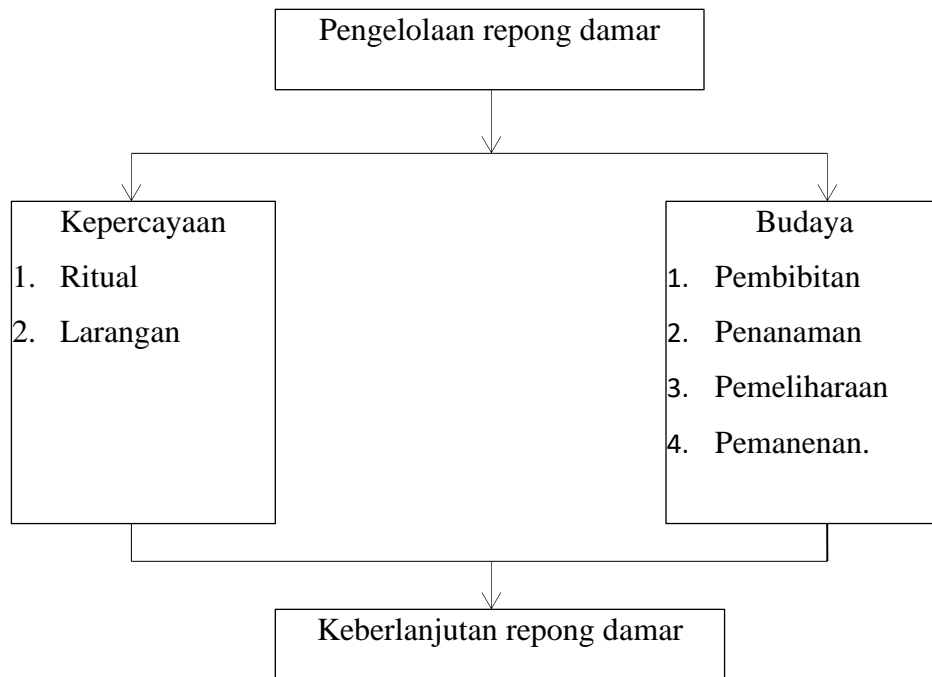 Pengelolaan repong damar
Kepercayaan
1. Ritual
2. Larangan
Budaya
1. Pembibitan
2. Penanaman
3. Pemeliharaan
4. Pemanenan.
Keberlanjutan repong damar